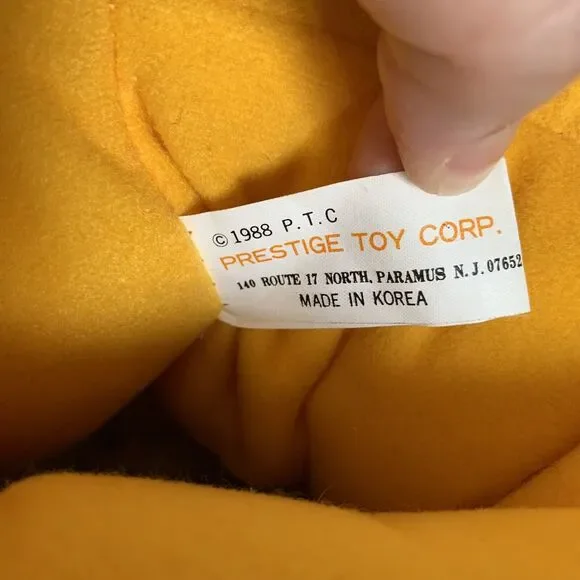 ©1988 P.T.C
PRESTIGE TOY CORP.
140 ROUTE 17 NORTH, PARAMUS N.J. 07652
MADE IN KOREA